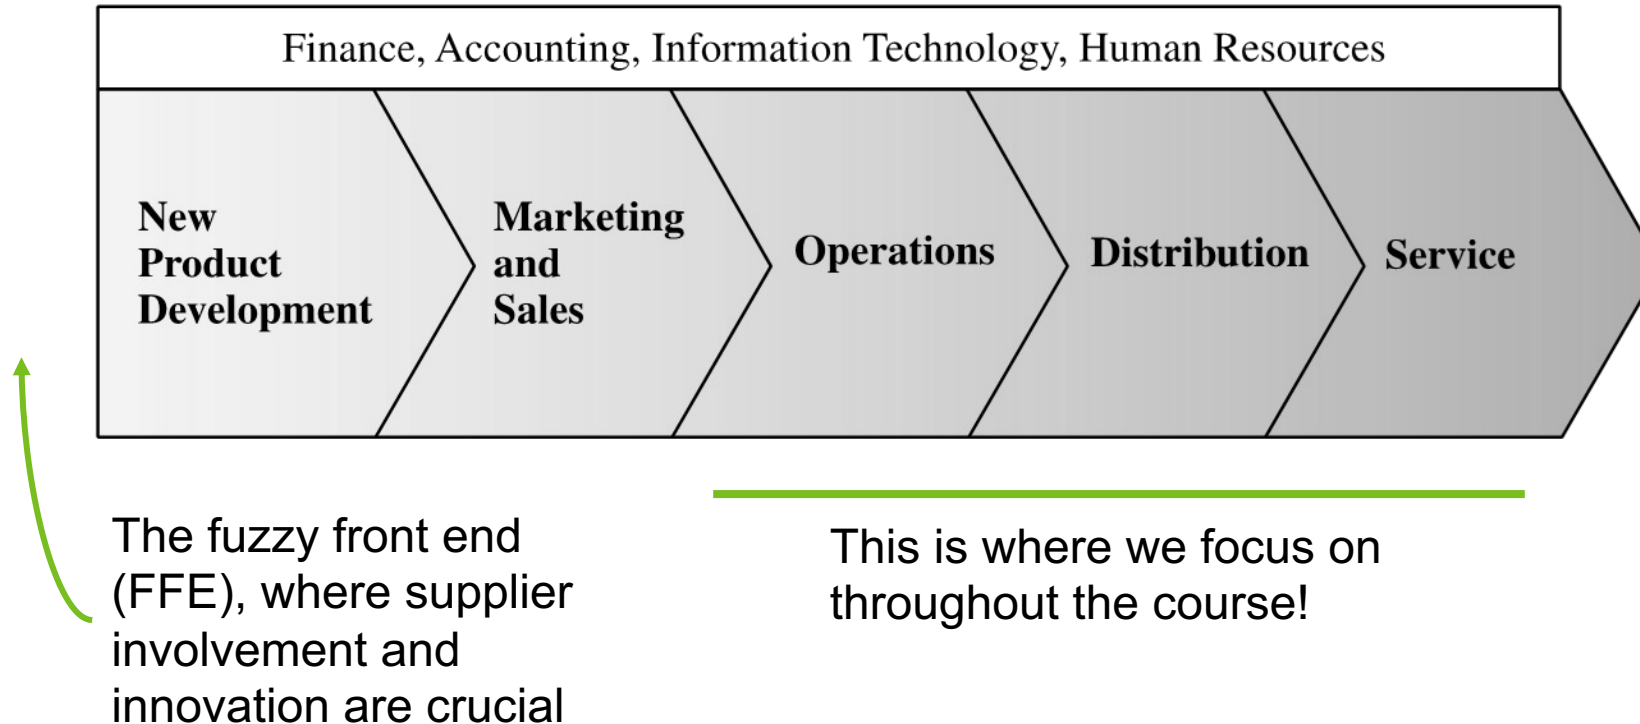 Finance, Accounting, Information Technology, Human Resources
New
Product
Development
Marketing
and
Sales
Operations
Distribution
Service
The fuzzy front end
(FFE), where supplier
involvement and
innovation are crucial
This is where we focus on
throughout the course!